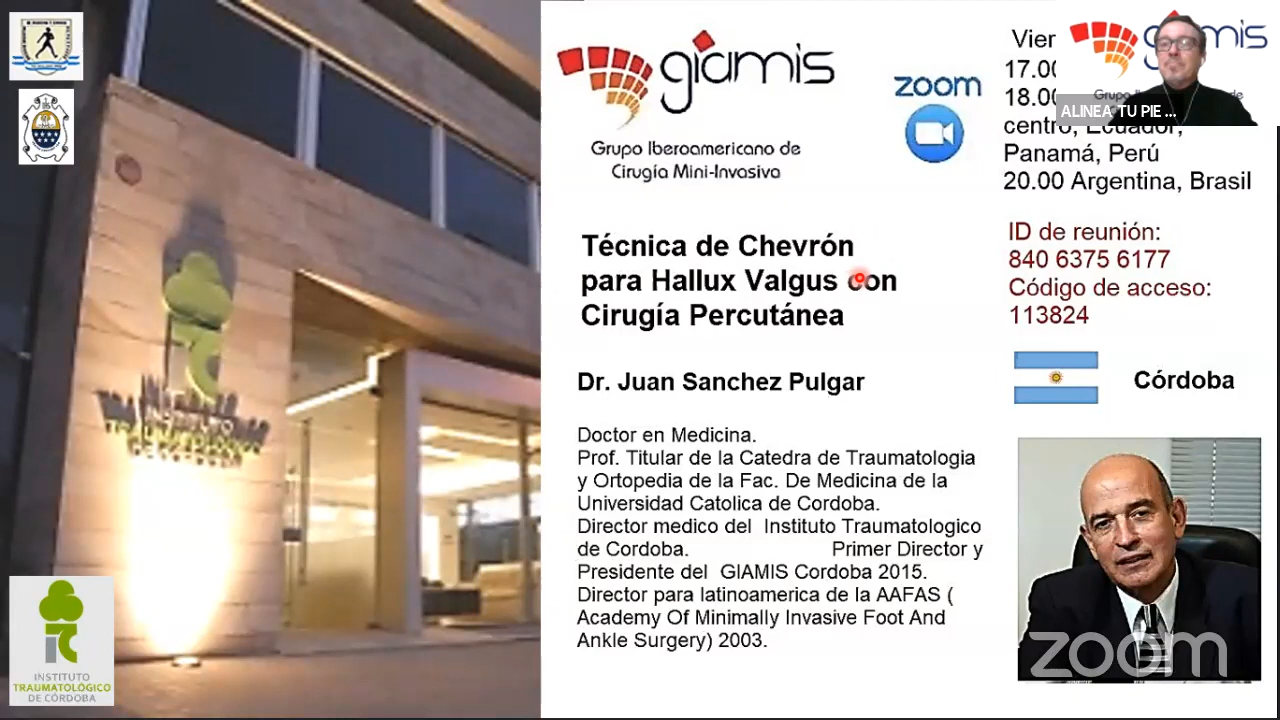 giamis
Grupo Iberoamericano de
Cirugía Mini-Invasiva
zoom
Vier
17.00
18.00
centro, Ecuador,
Panamá, Perú
20.00 Argentina, Brasil
ALINEA TU PIE ...
ID de reunión:
840 6375 6177
Código de acceso:
113824
Técnica de Chevrón
para Hallux Valgus con
Cirugía Percutánea
Córdoba
Dr. Juan Sanchez Pulgar
Doctor en Medicina.
Prof. Titular de la Catedra de Traumatologia
y Ortopedia de la Fac. De Medicina de la
Universidad Catolica de Cordoba.
Director medico del Instituto Traumatologico
de Cordoba. Primer Director y
Presidente del GIAMIS Cordoba 2015.
Director para latinoamerica de la AAFAS (
Academy Of Minimally Invasive Foot And
Ankle Surgery) 2003.
zoom
INSTITUTO
TRAUMATOLÓGICO
INSTITUTO
TRAUMATOLÓGICO
DE CÓRDOBA